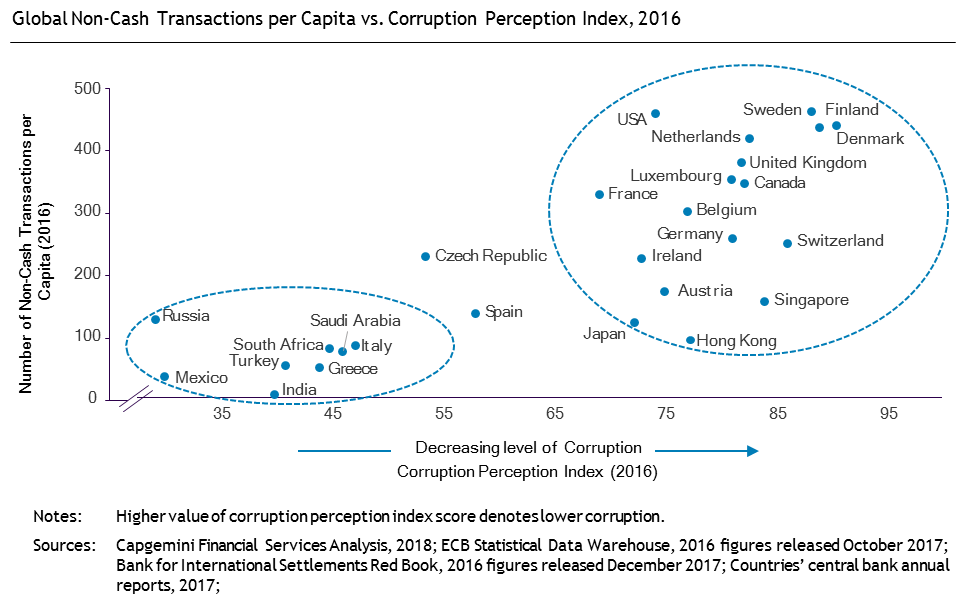 Global Non-Cash Transactions per Capita vs. Corruption Perception Index, 2016
Number of Non-Cash Transactions per
Capita (2016)
500
400
300
200
100
0
USA
Sweden
Finland
Netherlands
Denmark
United Kingdom
Luxembourg
Canada
France
Belgium
Germany
Switzerland
Czech Republic
Ireland
Austria
Singapore
Spain
Russia
Saudi Arabia
Japan
Hong Kong
South Africa
Italy
Turkey
Greece
Mexico
India
35
45
55
65
75
85
95
Decreasing level of Corruption
Corruption Perception Index (2016)
Notes: Higher value of corruption perception index score denotes lower corruption.
Sources: Capgemini Financial Services Analysis, 2018; ECB Statistical Data Warehouse, 2016 figures released October 2017;
Bank for International Settlements Red Book, 2016 figures released December 2017; Countries' central bank annual
reports, 2017;